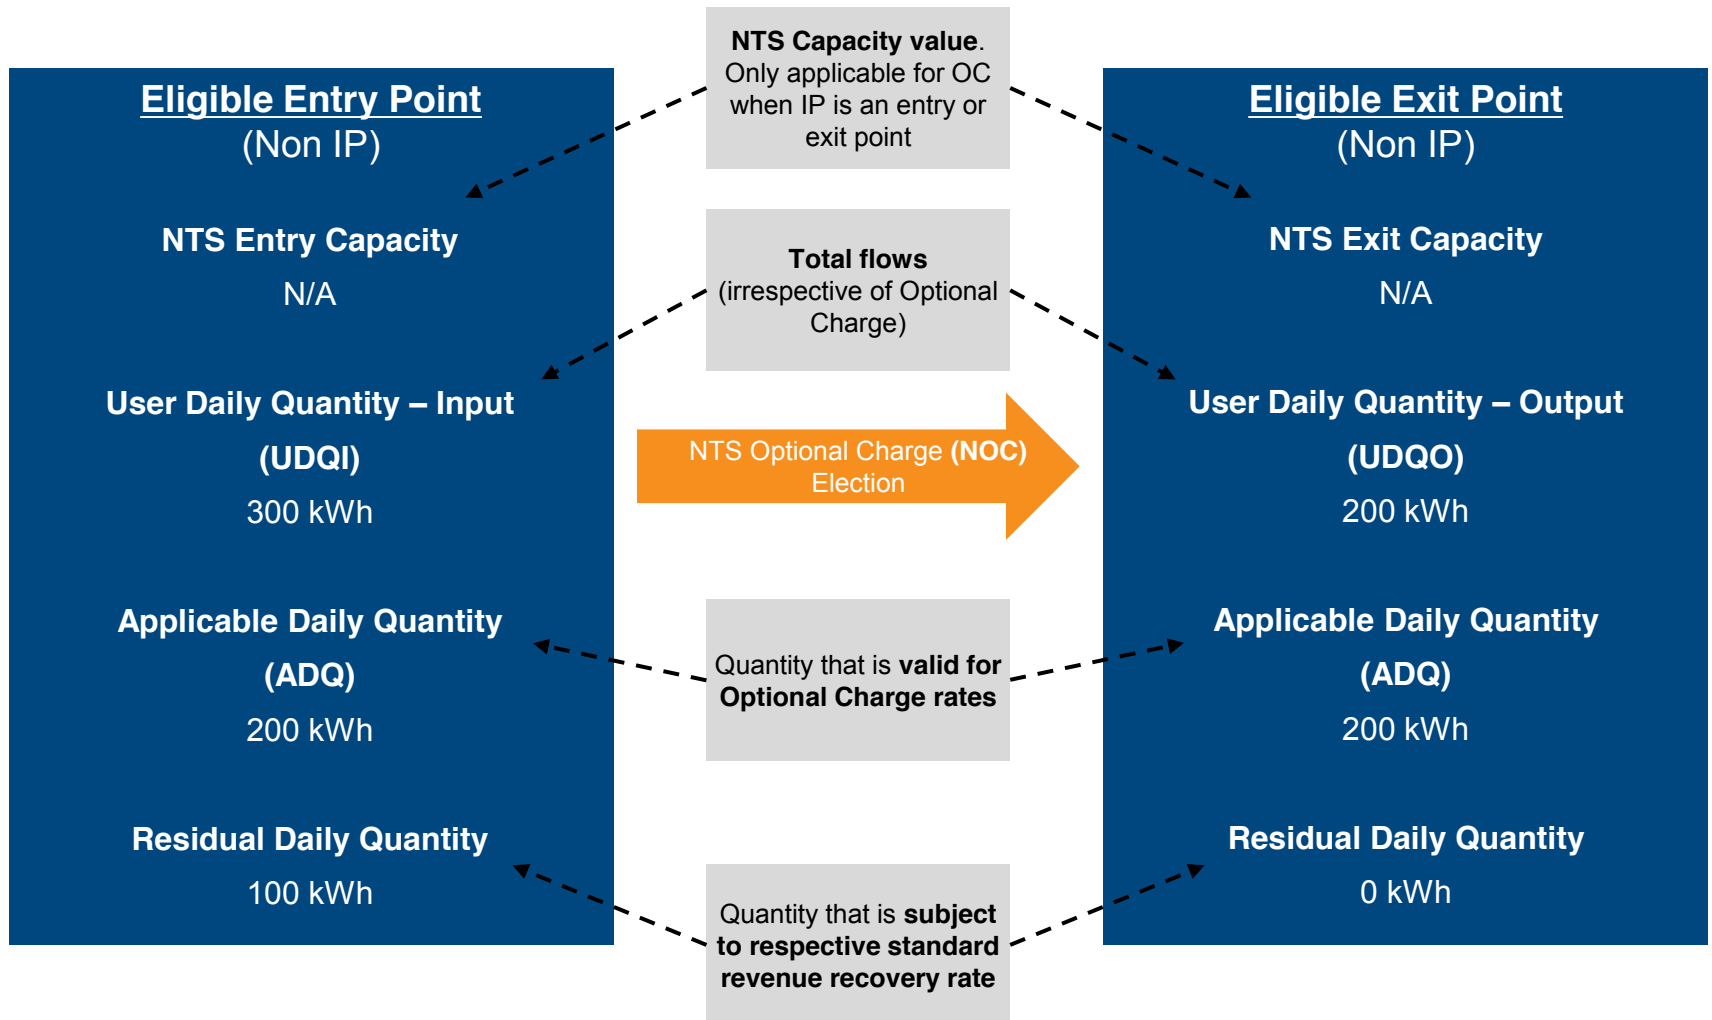 Eligible Entry Point
(Non IP)
NTS Entry Capacity
N/A
User Daily Quantity – Input
(UDQI)
300 kWh
Applicable Daily Quantity
(ADQ)
200 kWh
Residual Daily Quantity
100 kWh
NTS Capacity value.
Only applicable for OC
when IP is an entry or
exit point
Total flows
(irrespective of Optional
Charge)
NTS Optional Charge (NOC)
Election
Quantity that is valid for
Optional Charge rates
Quantity that is subject
to respective standard
revenue recovery rate
Eligible Exit Point
(Non IP)
NTS Exit Capacity
N/A
User Daily Quantity – Output
(UDQO)
200 kWh
Applicable Daily Quantity
(ADQ)
200 kWh
Residual Daily Quantity
0 kWh